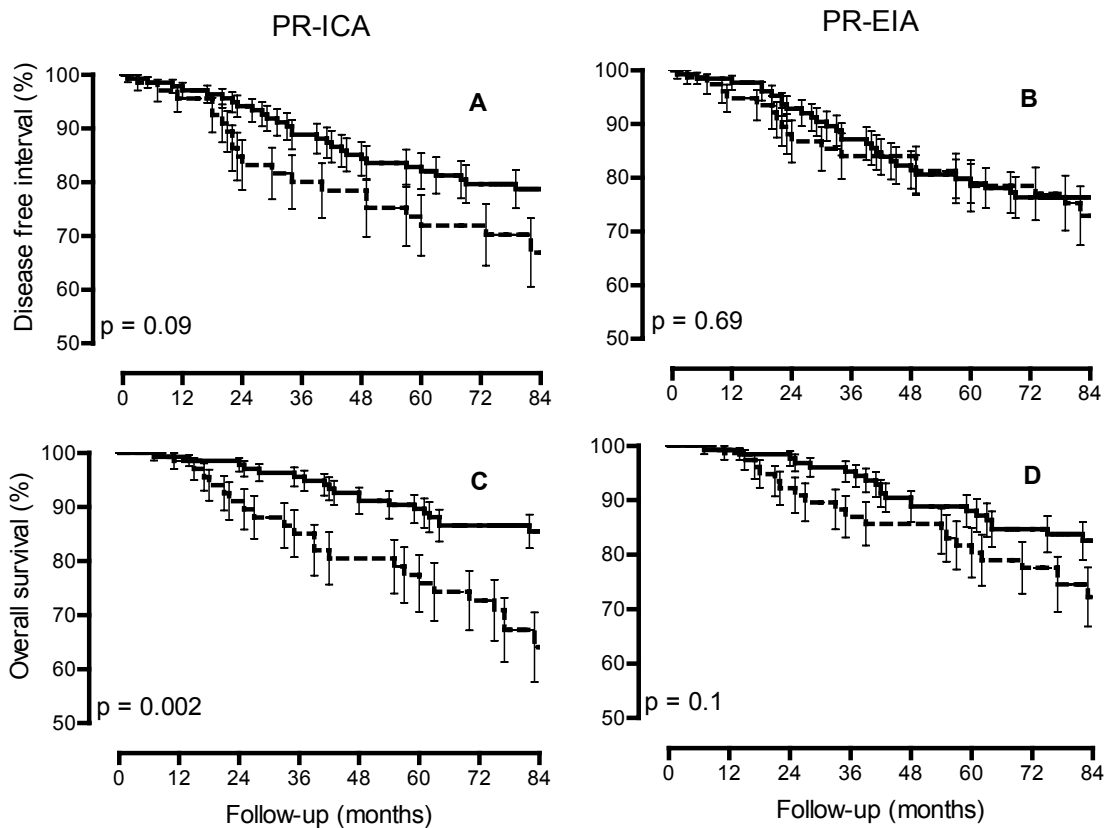 PR-ICA
PR-EIA
Disease free interval (%)
100
90
80
70
60
50
A
p = 0.09
0 12 24 36 48 60 72 84
100
90
80
70
60
50
B
p = 0.69
0 12 24 36 48 60 72 84
Overall survival (%)
100
90
80
70
60
50
C
p = 0.002
0 12 24 36 48 60 72 84
Follow-up (months)
100
90
80
70
60
50
D
p = 0.1
0 12 24 36 48 60 72 84
Follow-up (months)